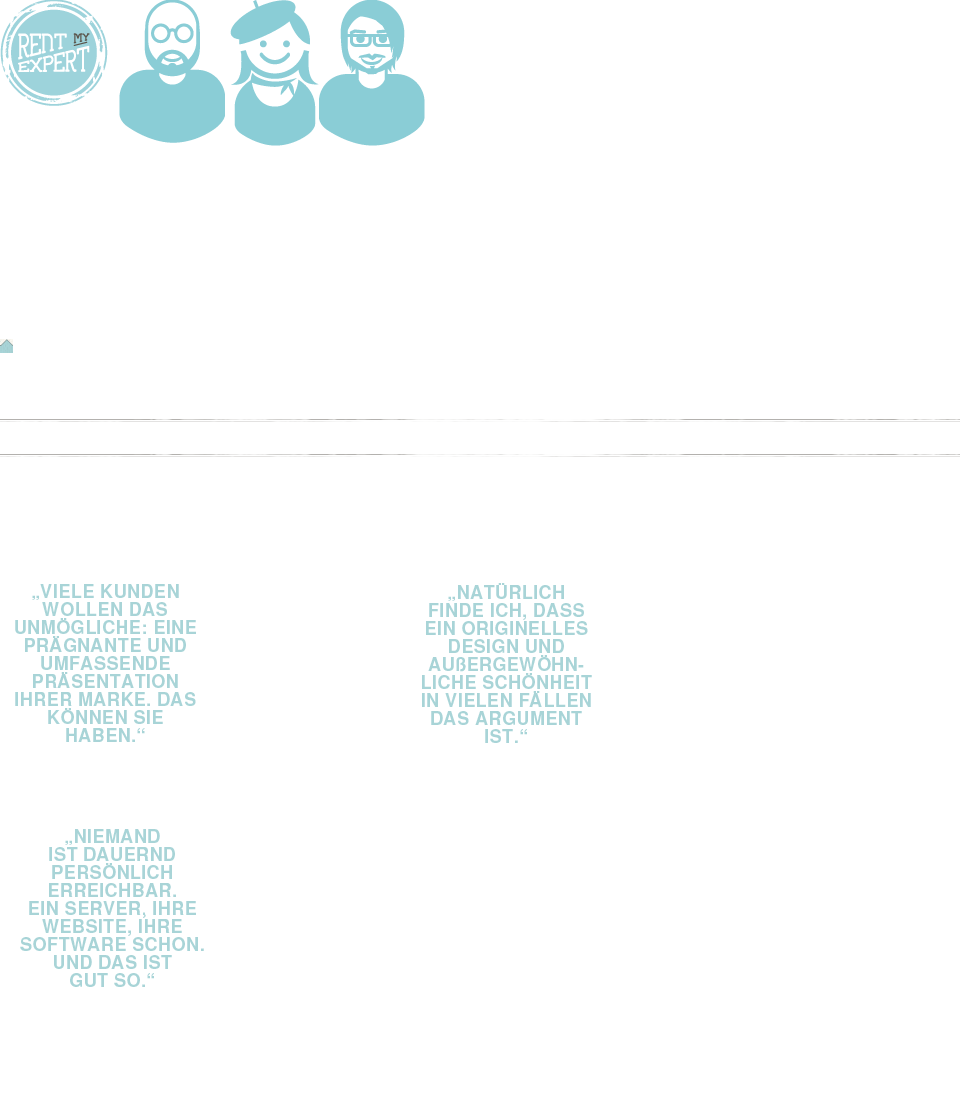 RENT MY
EXPERT
„VIELE KUNDEN
WOLLEN DAS
UNMÖGLICHE: EINE
PRÄGNANTE UND
UMFASSENDE
PRÄSENTATION
IHRER MARKE. DAS
KÖNNEN SIE
HABEN.“
„NATÜRLICH
FINDE ICH, DASS
EIN ORIGINELLES
DESIGN UND
AUßERGEWÖHN-
LICHE SCHÖNHEIT
IN VIELEN FÄLLEN
DAS ARGUMENT
IST.“
„NIEMAND
IST DAUERND
PERSÖNLICH
ERREICHBAR.
EIN SERVER, IHRE
WEBSITE, IHRE
SOFTWARE SCHON.
UND DAS IST
GUT SO.“